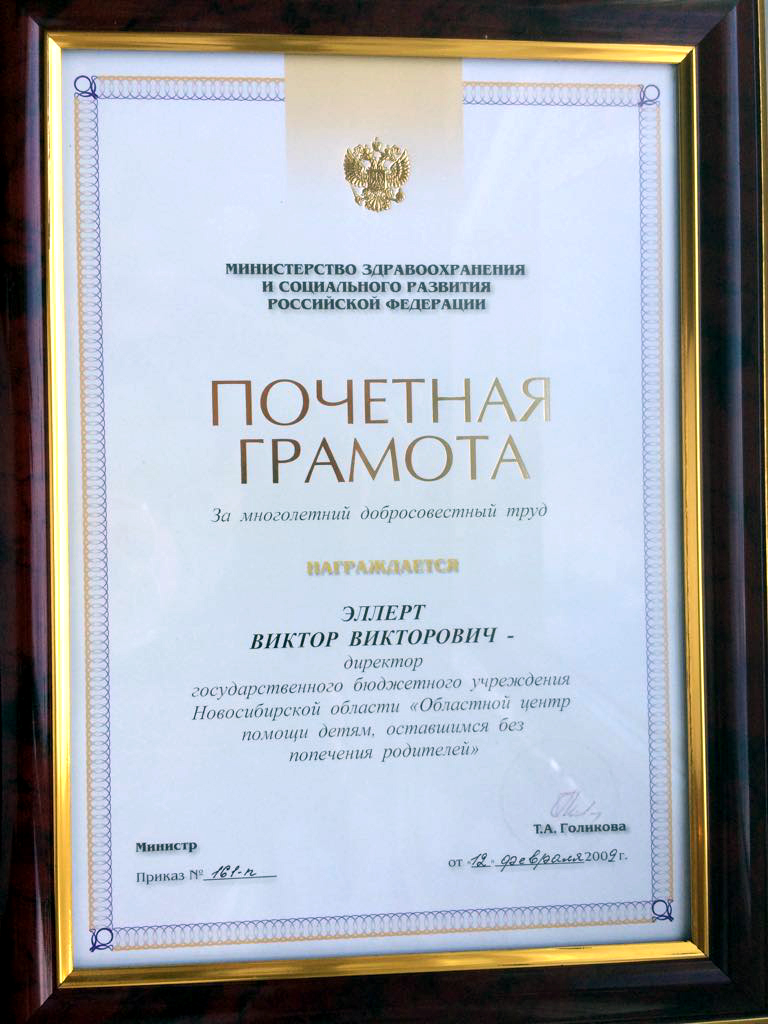 МИНИСТЕРСТВО ЗДРАВООХРАНЕНИЯ
И СОЦИАЛЬНОГО РАЗВИТИЯ
РОССИЙСКОЙ ФЕДЕРАЦИИ
ПОЧЕТНАЯ
ГРАМОТА
За многолетний добросовестный труд
НАГРАЖДАЕТСЯ
ЭЛЛЕРТ
ВИКТОР ВИКТОРОВИЧ -
директор
государственного бюджетного учреждения
Новосибирской области «Областной центр
помощи детям, оставшимся без
попечения родителей»
Министр
Т.А. Голикова
Приказ № 161-п
от «12» февраля 2009 г.